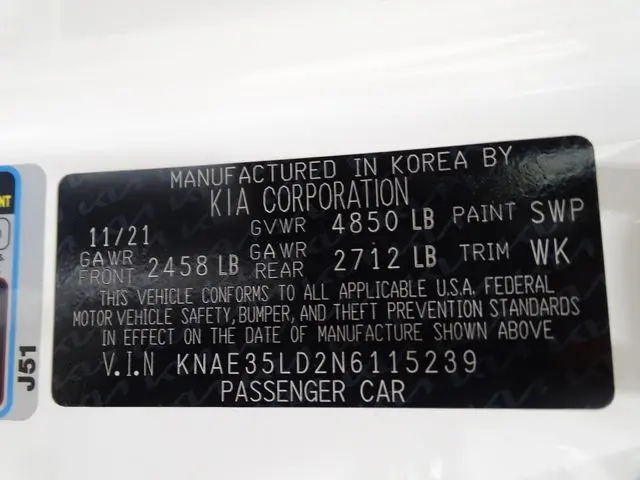 MANUFACTURED IN KOREA BY
KIA CORPORATION
11/21 GVWR 4850 LB PAINT SWP
GAWR FRONT 2458 LB GAWR REAR 2712 LB TRIM WK
THIS VEHICLE CONFORMS TO ALL APPLICABLE U.S.A. FEDERAL
MOTOR VEHICLE SAFETY, BUMPER, AND THEFT PREVENTION STANDARDS
IN EFFECT ON THE DATE OF MANUFACTURE SHOWN ABOVE
V.I.N KNAE35LD2N6115239
PASSENGER CAR
J51